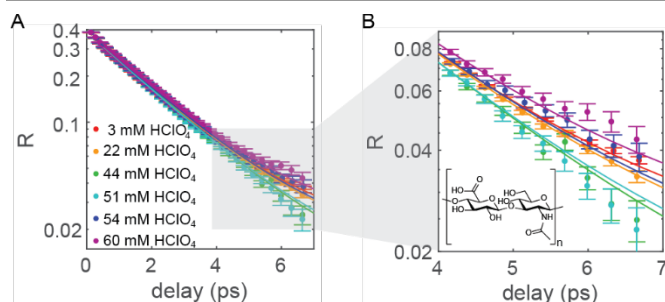 A
B
0.4
0.3
0.2
0.1
0.02
R
3 mM HClO₄
22 mM HClO₄
44 mM HClO₄
51 mM HClO₄
54 mM HClO₄
60 mM HClO₄
0 2 4 6
delay (ps)
0.08
0.06
0.04
0.02
R
HO O
HO O HO
O O HO O
HO OH NH
O
n
4 5 6 7
delay (ps)